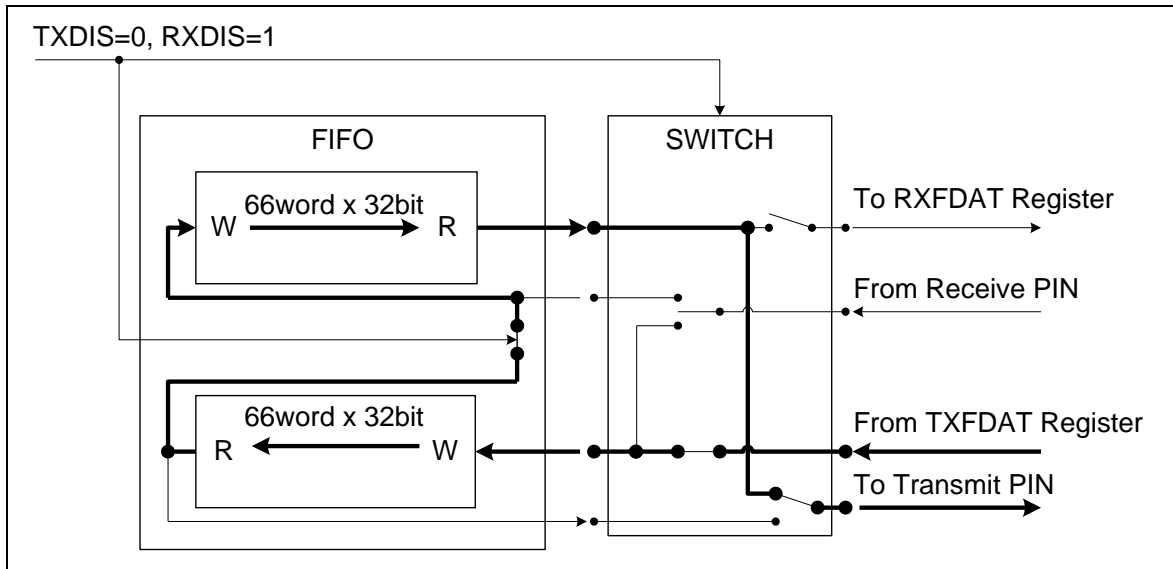 TXDIS=0, RXDIS=1
FIFO
SWITCH
66word x 32bit
W
R
To RXFDAT Register
From Receive PIN
66word x 32bit
R
W
From TXFDAT Register
To Transmit PIN